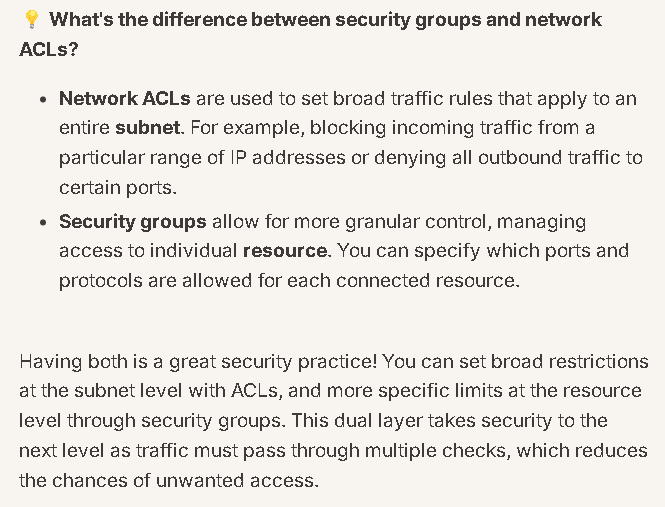 💡 What's the difference between security groups and network
ACLs?
• Network ACLs are used to set broad traffic rules that apply to an
entire subnet. For example, blocking incoming traffic from a
particular range of IP addresses or denying all outbound traffic to
certain ports.
• Security groups allow for more granular control, managing
access to individual resource. You can specify which ports and
protocols are allowed for each connected resource.
Having both is a great security practice! You can set broad restrictions
at the subnet level with ACLs, and more specific limits at the resource
level through security groups. This dual layer takes security to the
next level as traffic must pass through multiple checks, which reduces
the chances of unwanted access.